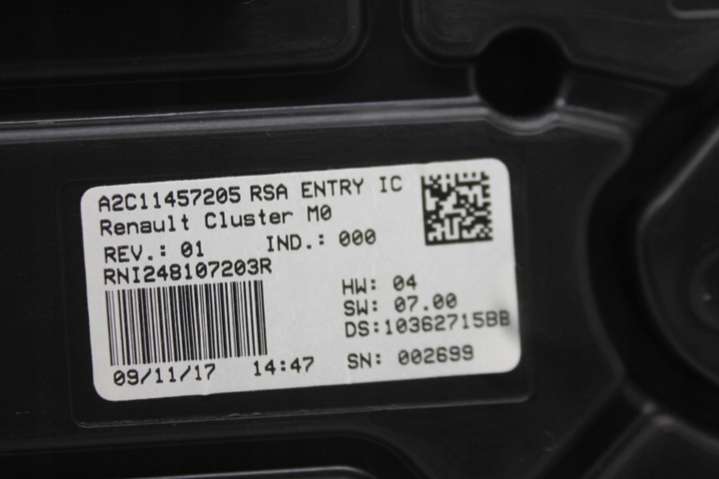 A2C11457205 RSA ENTRY IC
Renault Cluster M0
REV.: 01 IND.: 000
RNI248107203R
HW: 04
SW: 07.00
DS:10362715BB
09/11/17 14:47 SN: 002699